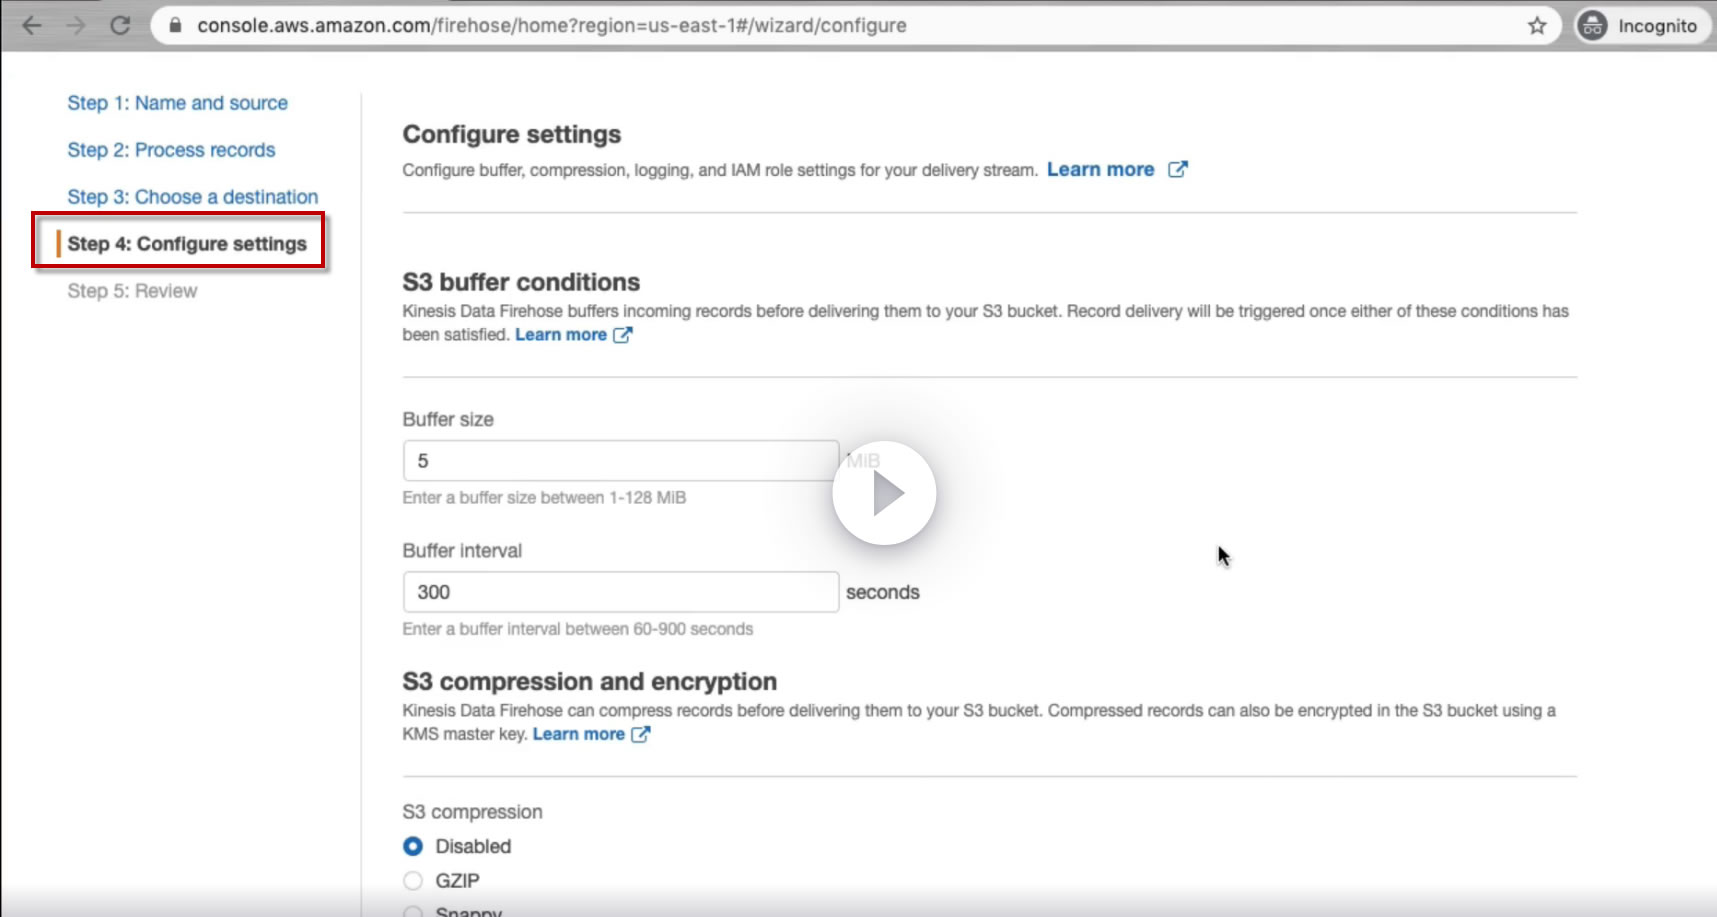 console.aws.amazon.com/firehose/home?region=us-east-1#/wizard/configure
Incognito
Step 1: Name and source
Step 2: Process records
Step 3: Choose a destination
Step 4: Configure settings
Step 5: Review
Configure settings
Configure buffer, compression, logging, and IAM role settings for your delivery stream. Learn more
S3 buffer conditions
Kinesis Data Firehose buffers incoming records before delivering them to your S3 bucket. Record delivery will be triggered once either of these conditions has
been satisfied. Learn more
Buffer size
5 MiB
Enter a buffer size between 1-128 MiB
Buffer interval
300 seconds
Enter a buffer interval between 60-900 seconds
S3 compression and encryption
Kinesis Data Firehose can compress records before delivering them to your S3 bucket. Compressed records can also be encrypted in the S3 bucket using a
KMS master key. Learn more
S3 compression
Disabled
GZIP
Snappy